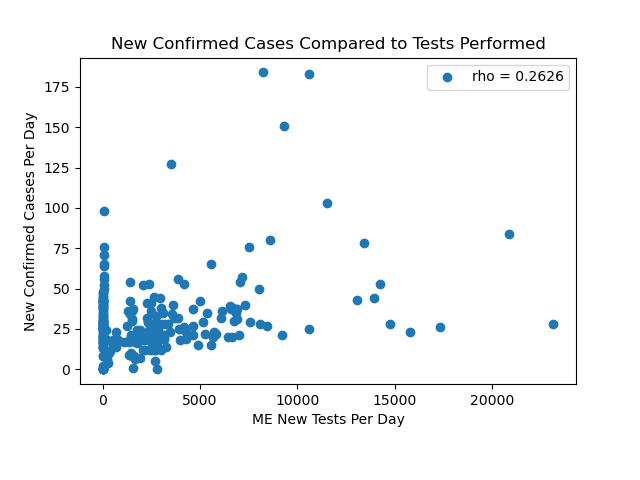 New Confirmed Cases Compared to Tests Performed
rho = 0.2626
New Confirmed Caeses Per Day
175
150
125
100
75
50
25
0
0 5000 10000 15000 20000
ME New Tests Per Day